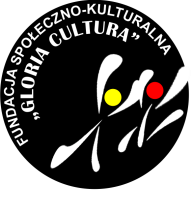 FUNDACJA SPOŁECZNO-KULTURALNA
„GLORIA CULTURA”